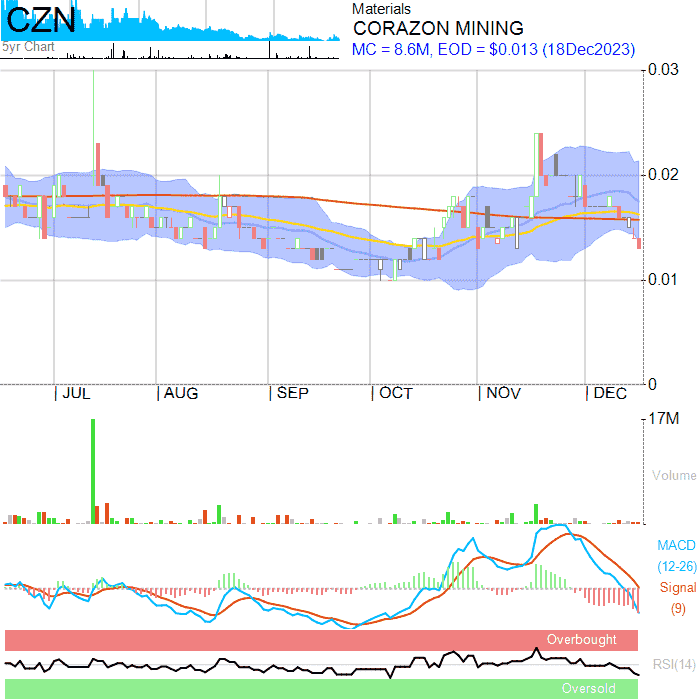 CZN
5yr Chart
Materials
CORAZON MINING
MC = 8.6M, EOD = $0.013 (18Dec2023)
0.03
0.02
0.01
0
JUL AUG SEP OCT NOV DEC
17M
Volume
MACD
(12-26)
Signal
(9)
Overbought
RSI(14)
Oversold